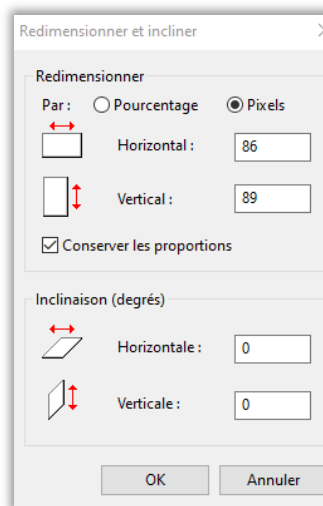 Redimensionner et incliner
Redimensionner
Par : Pourcentage Pixels
Horizontal : 86
Vertical : 89
Conserver les proportions
Inclinaison (degrés)
Horizontale : 0
Verticale : 0
OK Annuler